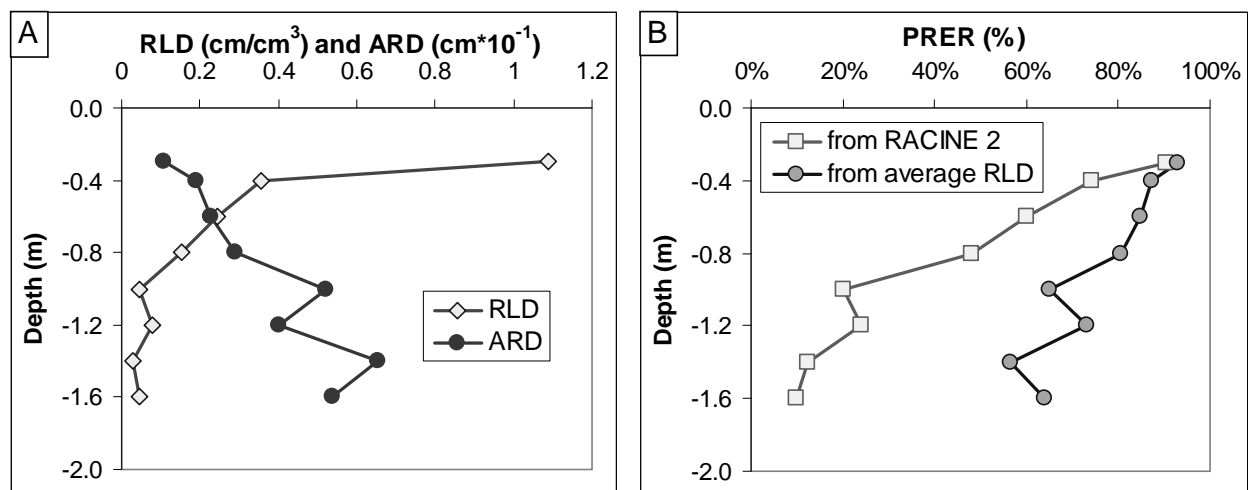 A
RLD (cm/cm³) and ARD (cm*10⁻¹)
0 0.2 0.4 0.6 0.8 1 1.2
0.0
-0.4
-0.8
-1.2
-1.6
-2.0
Depth (m)
RLD
ARD
B
PRER (%)
0% 20% 40% 60% 80% 100%
0.0
-0.4
-0.8
-1.2
-1.6
-2.0
Depth (m)
from RACINE 2
from average RLD